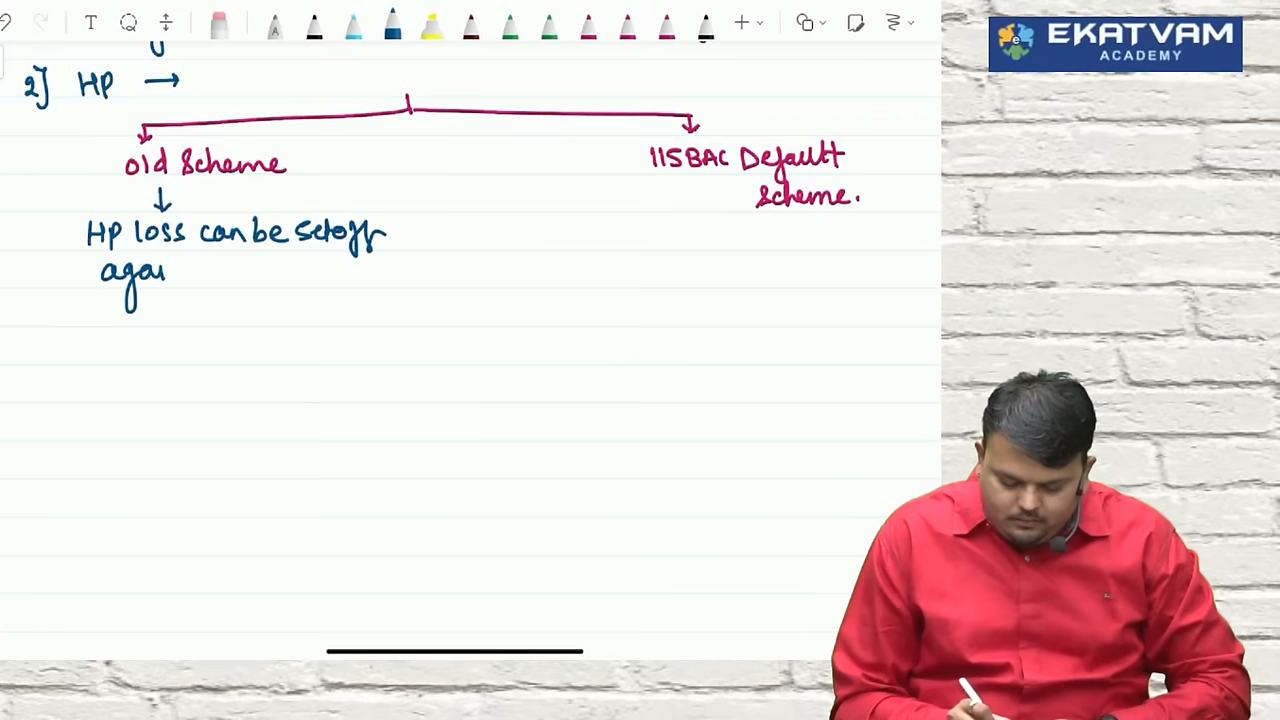 EKATVAM
ACADEMY
2] HP →
old Scheme
115BAC Default
Scheme.
HP loss can be setoff
agai